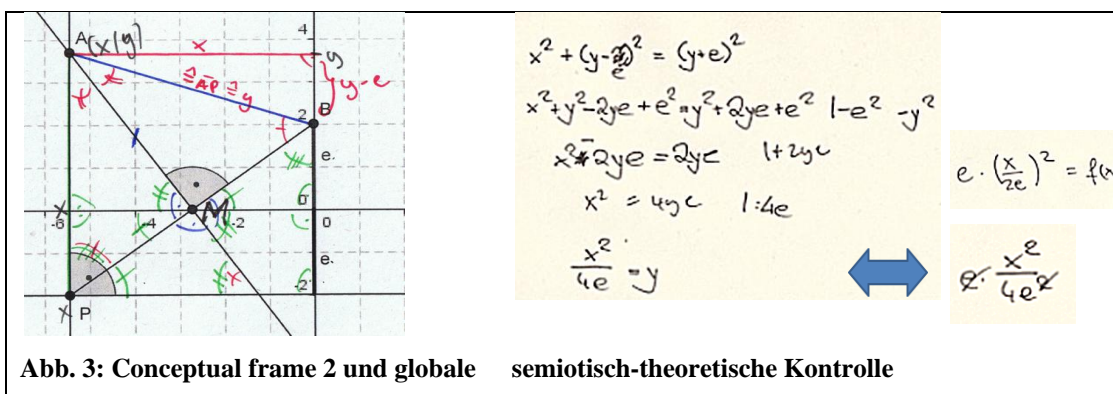 A (x|y)
x
4
y
y-e
≙ AP ≙ y
B
2
e
M
-6
-4
-2
0
0
e
-2
x P
x² + (y-e)² = (y+e)²
x²+y²-2ye+e²=y²+2ye+e² |-e² -y²
x²-2ye = 2ye |+2ye
x² = 4ye |:4e
x²/4e = y
e·(x/2e)² = f(x
e· x²/4e²
Abb. 3: Conceptual frame 2 und globale semiotisch-theoretische Kontrolle